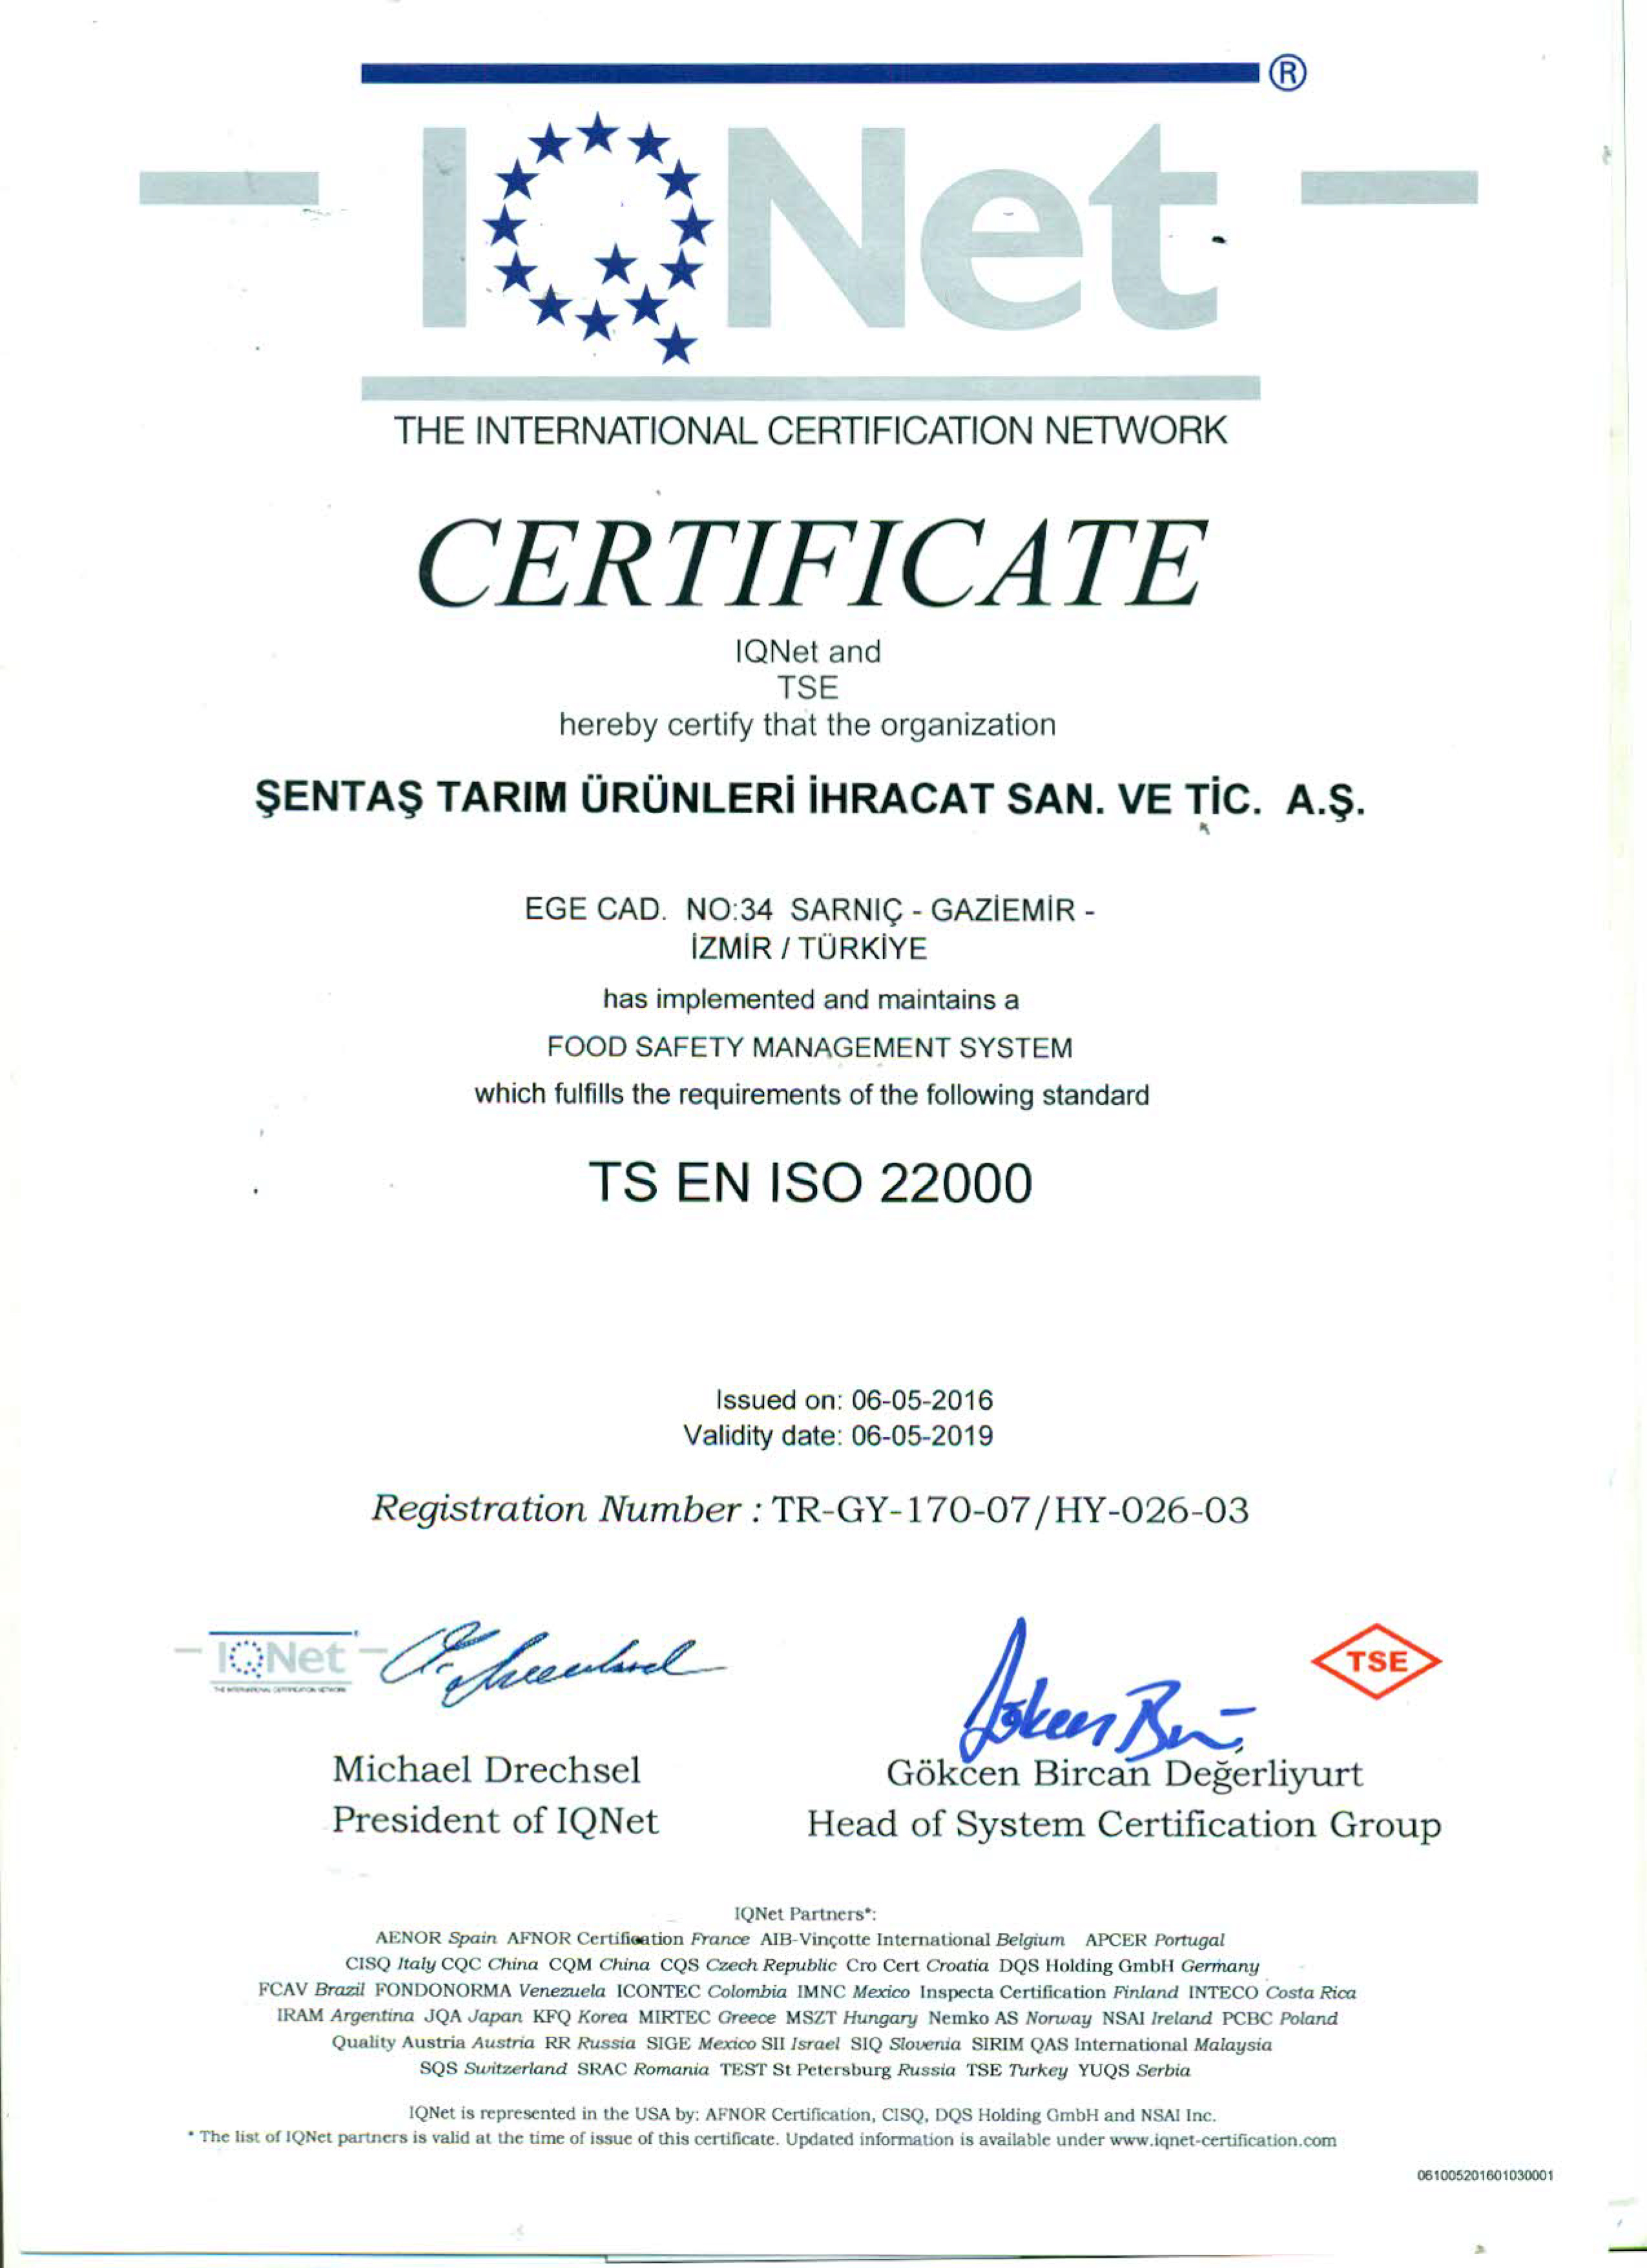 IQNet ®
THE INTERNATIONAL CERTIFICATION NETWORK
CERTIFICATE
IQNet and
TSE
hereby certify that the organization
ŞENTAŞ TARIM ÜRÜNLERİ İHRACAT SAN. VE TİC. A.Ş.
EGE CAD. NO:34 SARNIÇ - GAZİEMİR -
İZMİR / TÜRKİYE
has implemented and maintains a
FOOD SAFETY MANAGEMENT SYSTEM
which fulfills the requirements of the following standard
TS EN ISO 22000
Issued on: 06-05-2016
Validity date: 06-05-2019
Registration Number : TR-GY-170-07/HY-026-03
IQNet
THE INTERNATIONAL CERTIFICATION NETWORK
TSE
Michael Drechsel
President of IQNet
Gökcen Bircan Değerliyurt
Head of System Certification Group
IQNet Partners*:
AENOR Spain AFNOR Certification France AIB-Vinçotte International Belgium APCER Portugal
CISQ Italy CQC China CQM China CQS Czech Republic Cro Cert Croatia DQS Holding GmbH Germany
FCAV Brazil FONDONORMA Venezuela ICONTEC Colombia IMNC Mexico Inspecta Certification Finland INTECO Costa Rica
IRAM Argentina JQA Japan KFQ Korea MIRTEC Greece MSZT Hungary Nemko AS Norway NSAI Ireland PCBC Poland
Quality Austria Austria RR Russia SIGE Mexico SII Israel SIQ Slovenia SIRIM QAS International Malaysia
SQS Switzerland SRAC Romania TEST St Petersburg Russia TSE Turkey YUQS Serbia
IQNet is represented in the USA by: AFNOR Certification, CISQ, DQS Holding GmbH and NSAI Inc.
* The list of IQNet partners is valid at the time of issue of this certificate. Updated information is available under www.iqnet-certification.com
061005201601030001